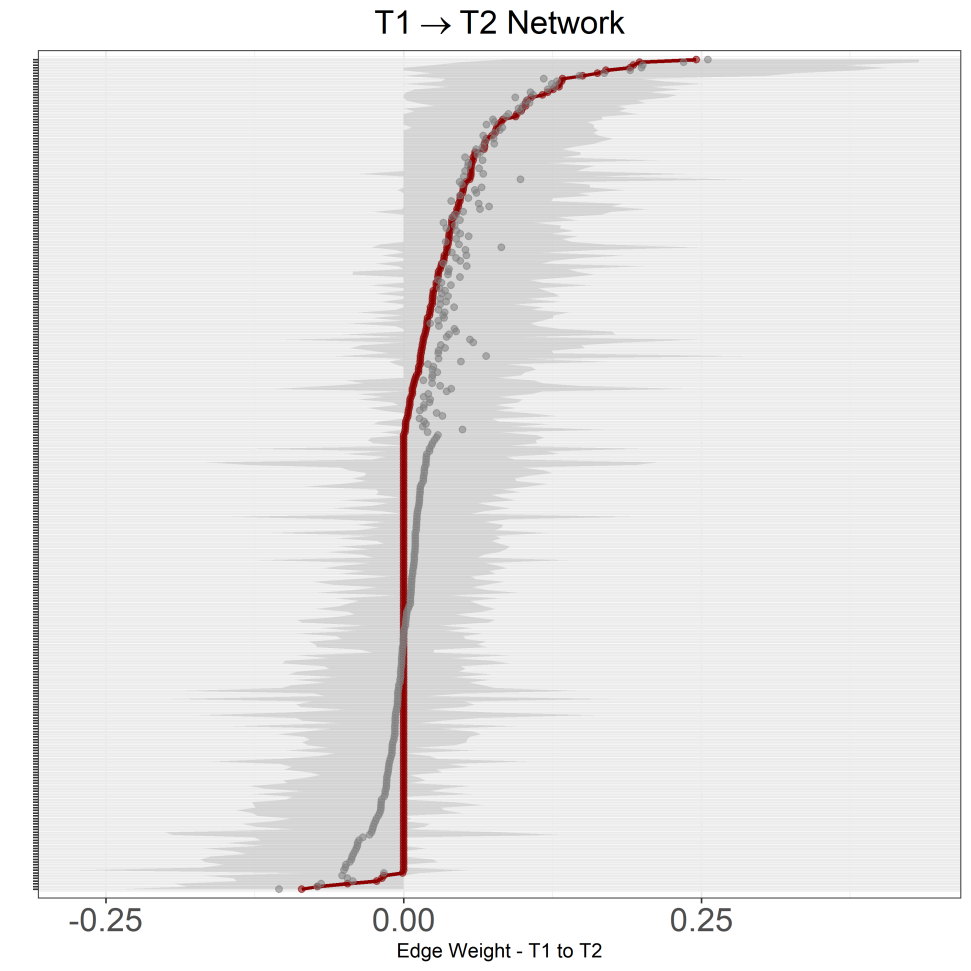 T1 → T2 Network
-0.25 0.00 0.25
Edge Weight - T1 to T2